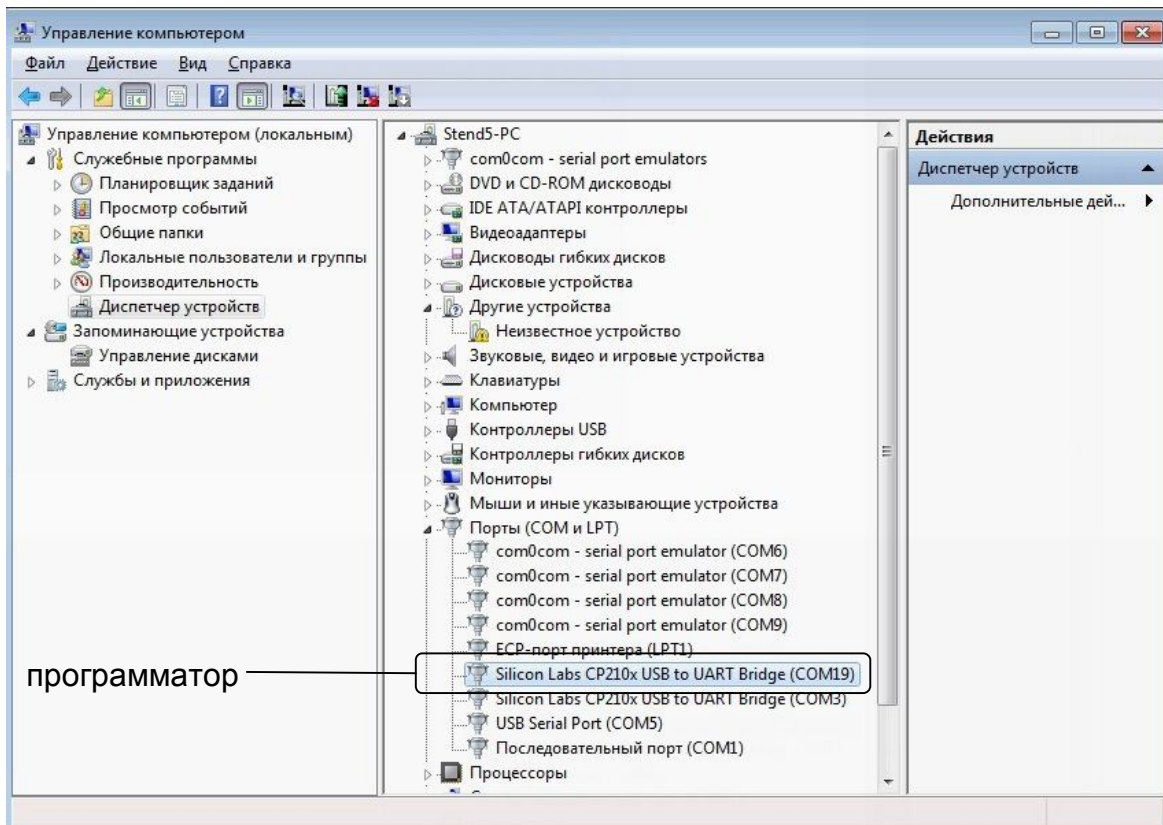 Управление компьютером
Файл Действие Вид Справка
Управление компьютером (локальным)
Служебные программы
Планировщик заданий
Просмотр событий
Общие папки
Локальные пользователи и группы
Производительность
Диспетчер устройств
Запоминающие устройства
Управление дисками
Службы и приложения
Stend5-PC
com0com - serial port emulators
DVD и CD-ROM дисководы
IDE ATA/ATAPI контроллеры
Видеоадаптеры
Дисководы гибких дисков
Дисковые устройства
Другие устройства
Неизвестное устройство
Звуковые, видео и игровые устройства
Клавиатуры
Компьютер
Контроллеры USB
Контроллеры гибких дисков
Мониторы
Мыши и иные указывающие устройства
Порты (COM и LPT)
com0com - serial port emulator (COM6)
com0com - serial port emulator (COM7)
com0com - serial port emulator (COM8)
com0com - serial port emulator (COM9)
ECP-порт принтера (LPT1)
программатор
Silicon Labs CP210x USB to UART Bridge (COM19)
Silicon Labs CP210x USB to UART Bridge (COM3)
USB Serial Port (COM5)
Последовательный порт (COM1)
Процессоры
Действия
Диспетчер устройств
Дополнительные дей...